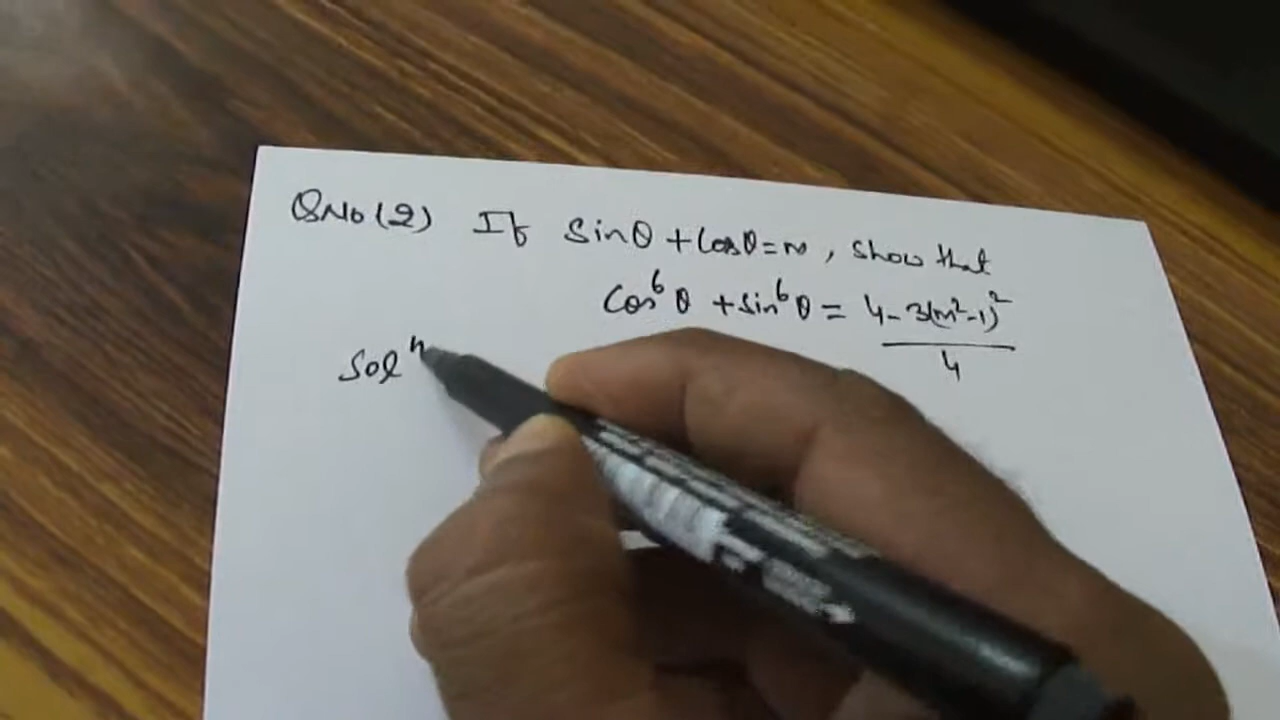 QNo (2) If sinθ + cosθ = m, show that
cos⁶θ + sin⁶θ = 4 - 3(m² - 1)²
4
Solⁿ